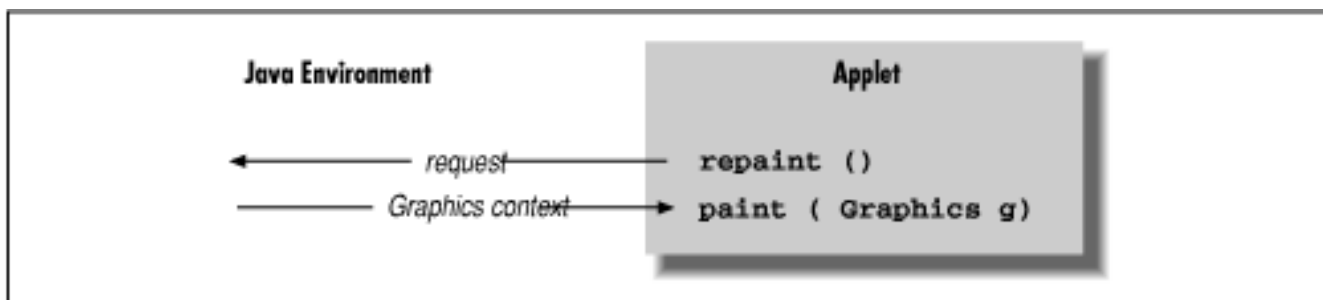 Java Environment
Applet
request
repaint ()
Graphics context
paint ( Graphics g)